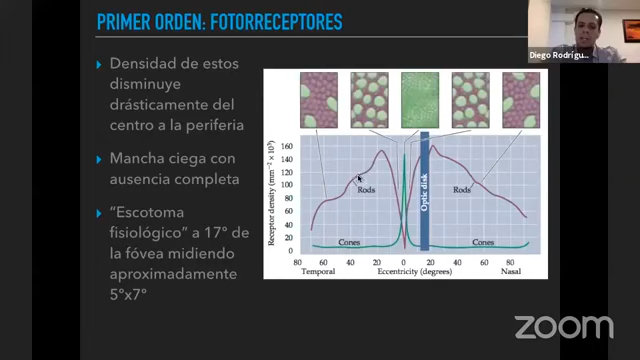 PRIMER ORDEN: FOTORRECEPTORES
Densidad de estos
disminuye
drásticamente del
centro a la periferia
Mancha ciega con
ausencia completa
“Escotoma
fisiológico” a 17º de
la fóvea midiendo
aproximadamente
5ºx7º
Receptor density (mm⁻² × 10³)
160
140
120
100
80
60
40
20
0
Rods
Rods
Optic disk
Cones
Cones
80 60 40 20 0 20 40 60 80
Temporal Eccentricity (degrees) Nasal
Diego Rodrígu...
zoom